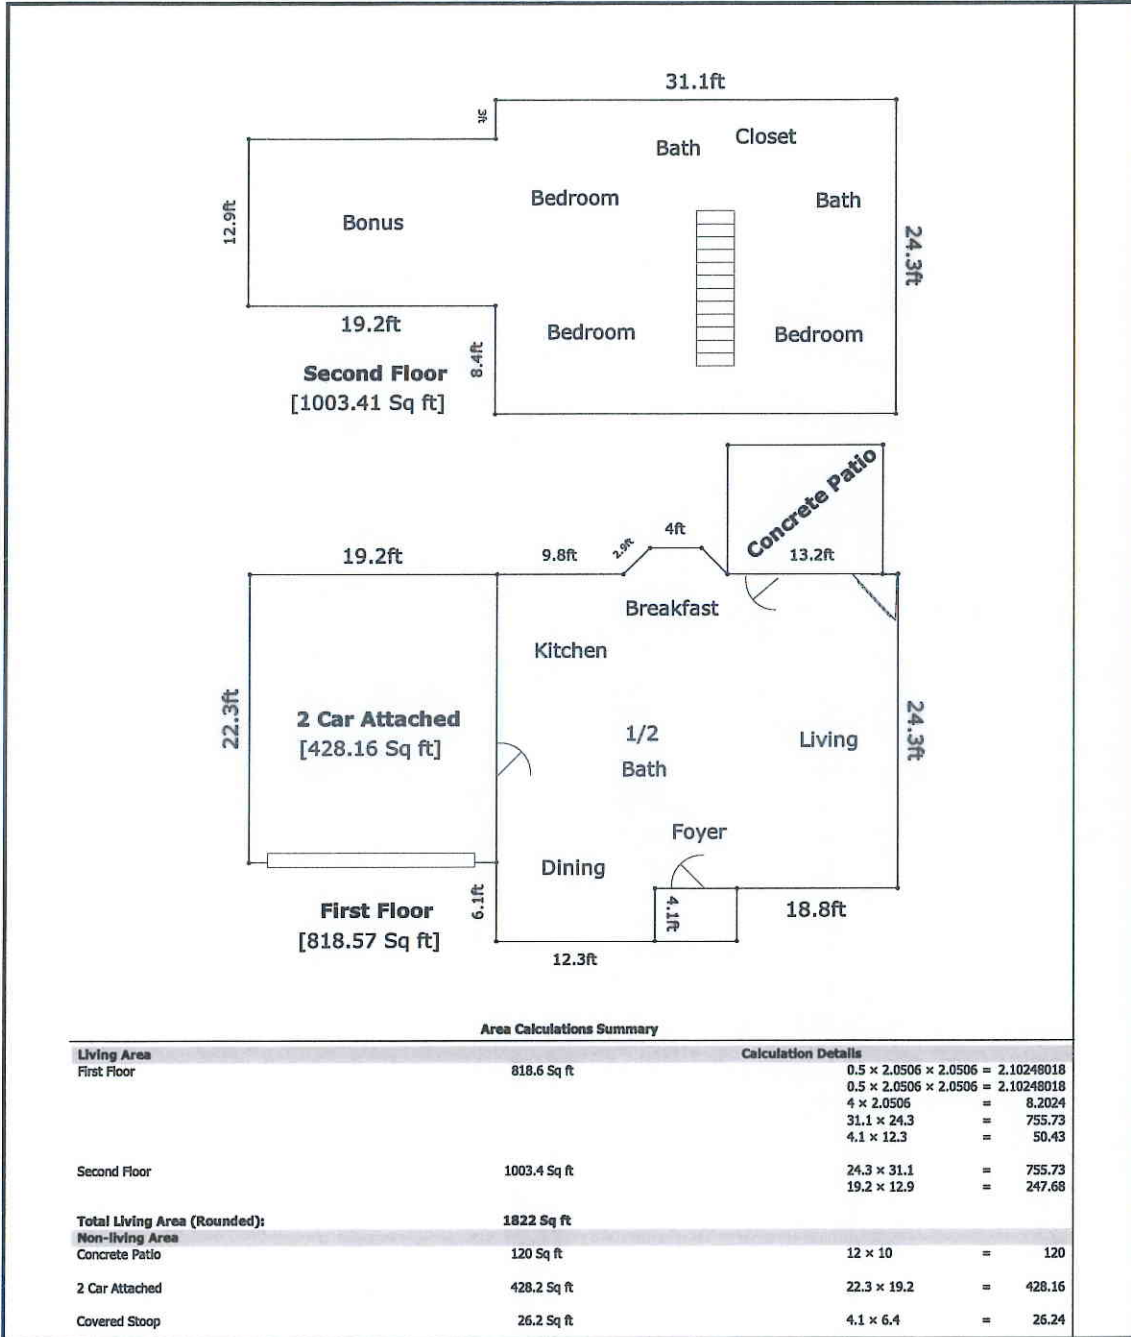 31.1ft
3ft
Bath
Closet
Bedroom
Bath
12.9ft
Bonus
24.3ft
19.2ft
Bedroom
Bedroom
8.4ft
Second Floor
[1003.41 Sq ft]
Concrete Patio
4ft
19.2ft
9.8ft
2.9ft
13.2ft
Breakfast
Kitchen
22.3ft
2 Car Attached
[428.16 Sq ft]
1/2
Bath
Living
24.3ft
Foyer
Dining
6.1ft
4.1ft
First Floor
[818.57 Sq ft]
18.8ft
12.3ft
Area Calculations Summary
Living Area Calculation Details
First Floor 818.6 Sq ft 0.5 × 2.0506 × 2.0506 = 2.10248018
0.5 × 2.0506 × 2.0506 = 2.10248018
4 × 2.0506 = 8.2024
31.1 × 24.3 = 755.73
4.1 × 12.3 = 50.43
Second Floor 1003.4 Sq ft 24.3 × 31.1 = 755.73
19.2 × 12.9 = 247.68
Total Living Area (Rounded): 1822 Sq ft
Non-living Area
Concrete Patio 120 Sq ft 12 × 10 = 120
2 Car Attached 428.2 Sq ft 22.3 × 19.2 = 428.16
Covered Stoop 26.2 Sq ft 4.1 × 6.4 = 26.24